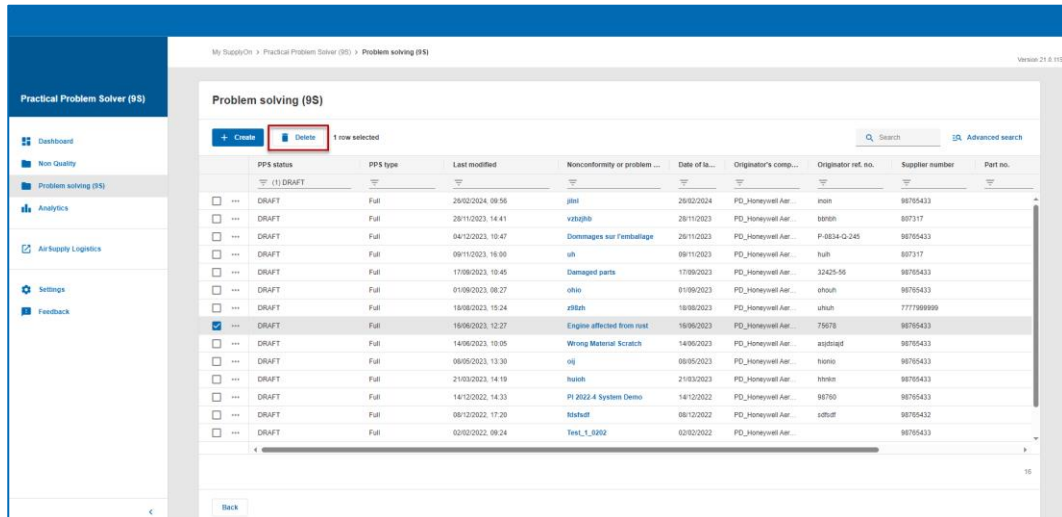 My SupplyOn > Practical Problem Solver (9S) > Problem solving (9S)
Version 21.0.115
Practical Problem Solver (9S)
Dashboard
Non Quality
Problem solving (9S)
Analytics
AirSupply Logistics
Settings
Feedback
Problem solving (9S)
+ Create Delete 1 row selected Search Advanced search
PPS status PPS type Last modified Nonconformity or problem ... Date of la... Originator's comp... Originator ref. no. Supplier number Part no.
(1) DRAFT
DRAFT Full 26/02/2024, 09:56 26/02/2024 PD_Honeywell Aer... inoin 98765433
DRAFT Full 28/11/2023, 14:41 vzbzjhb 28/11/2023 PD_Honeywell Aer... bbhbh 807317
DRAFT Full 04/12/2023, 10:47 Dommages sur l'emballage 26/11/2023 PD_Honeywell Aer... P-0834-Q-245 98765433
DRAFT Full 09/11/2023, 16:00 uh 09/11/2023 PD_Honeywell Aer... huih 807317
DRAFT Full 17/09/2023, 10:45 Damaged parts 17/09/2023 PD_Honeywell Aer... 32425-56 98765433
DRAFT Full 01/09/2023, 08:27 ohio 01/09/2023 PD_Honeywell Aer... ohouh 98765433
DRAFT Full 18/08/2023, 15:24 z98zh 18/08/2023 PD_Honeywell Aer... uhiuh 7777999999
DRAFT Full 16/06/2023, 12:27 Engine affected from rust 16/06/2023 PD_Honeywell Aer... 75678 98765433
DRAFT Full 14/06/2023, 10:05 Wrong Material Scratch 14/06/2023 PD_Honeywell Aer... asjdsiajd 98765433
DRAFT Full 08/05/2023, 13:30 oij 08/05/2023 PD_Honeywell Aer... hionio 98765433
DRAFT Full 21/03/2023, 14:19 huioh 21/03/2023 PD_Honeywell Aer... hhnkn 98765433
DRAFT Full 14/12/2022, 14:33 PI 2022-4 System Demo 14/12/2022 PD_Honeywell Aer... 98760 98765433
DRAFT Full 08/12/2022, 17:20 fdsfsdf 08/12/2022 PD_Honeywell Aer... sdfsdf 98765432
DRAFT Full 02/02/2022, 09:24 Test_1_0202 02/02/2022 PD_Honeywell Aer... 98765433
16
Back